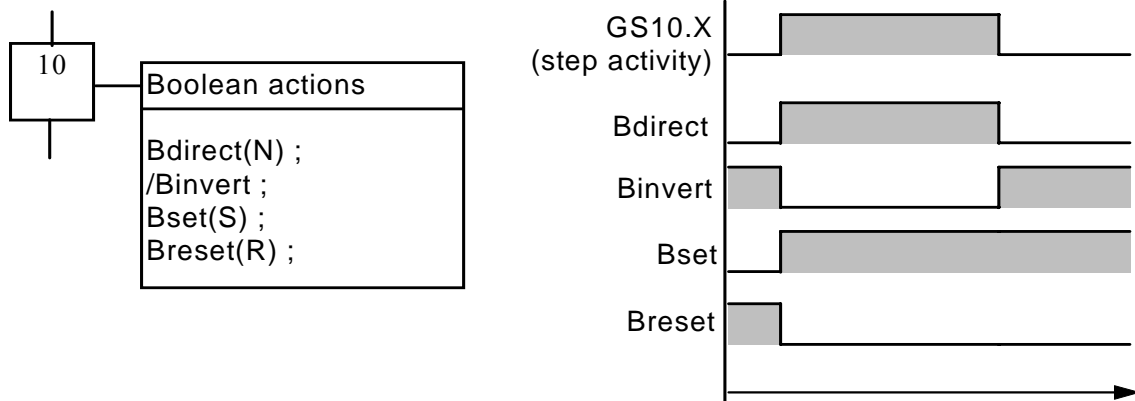 10
Boolean actions
Bdirect(N) ;
/Binvert ;
Bset(S) ;
Breset(R) ;
GS10.X
(step activity)
Bdirect
Binvert
Bset
Breset